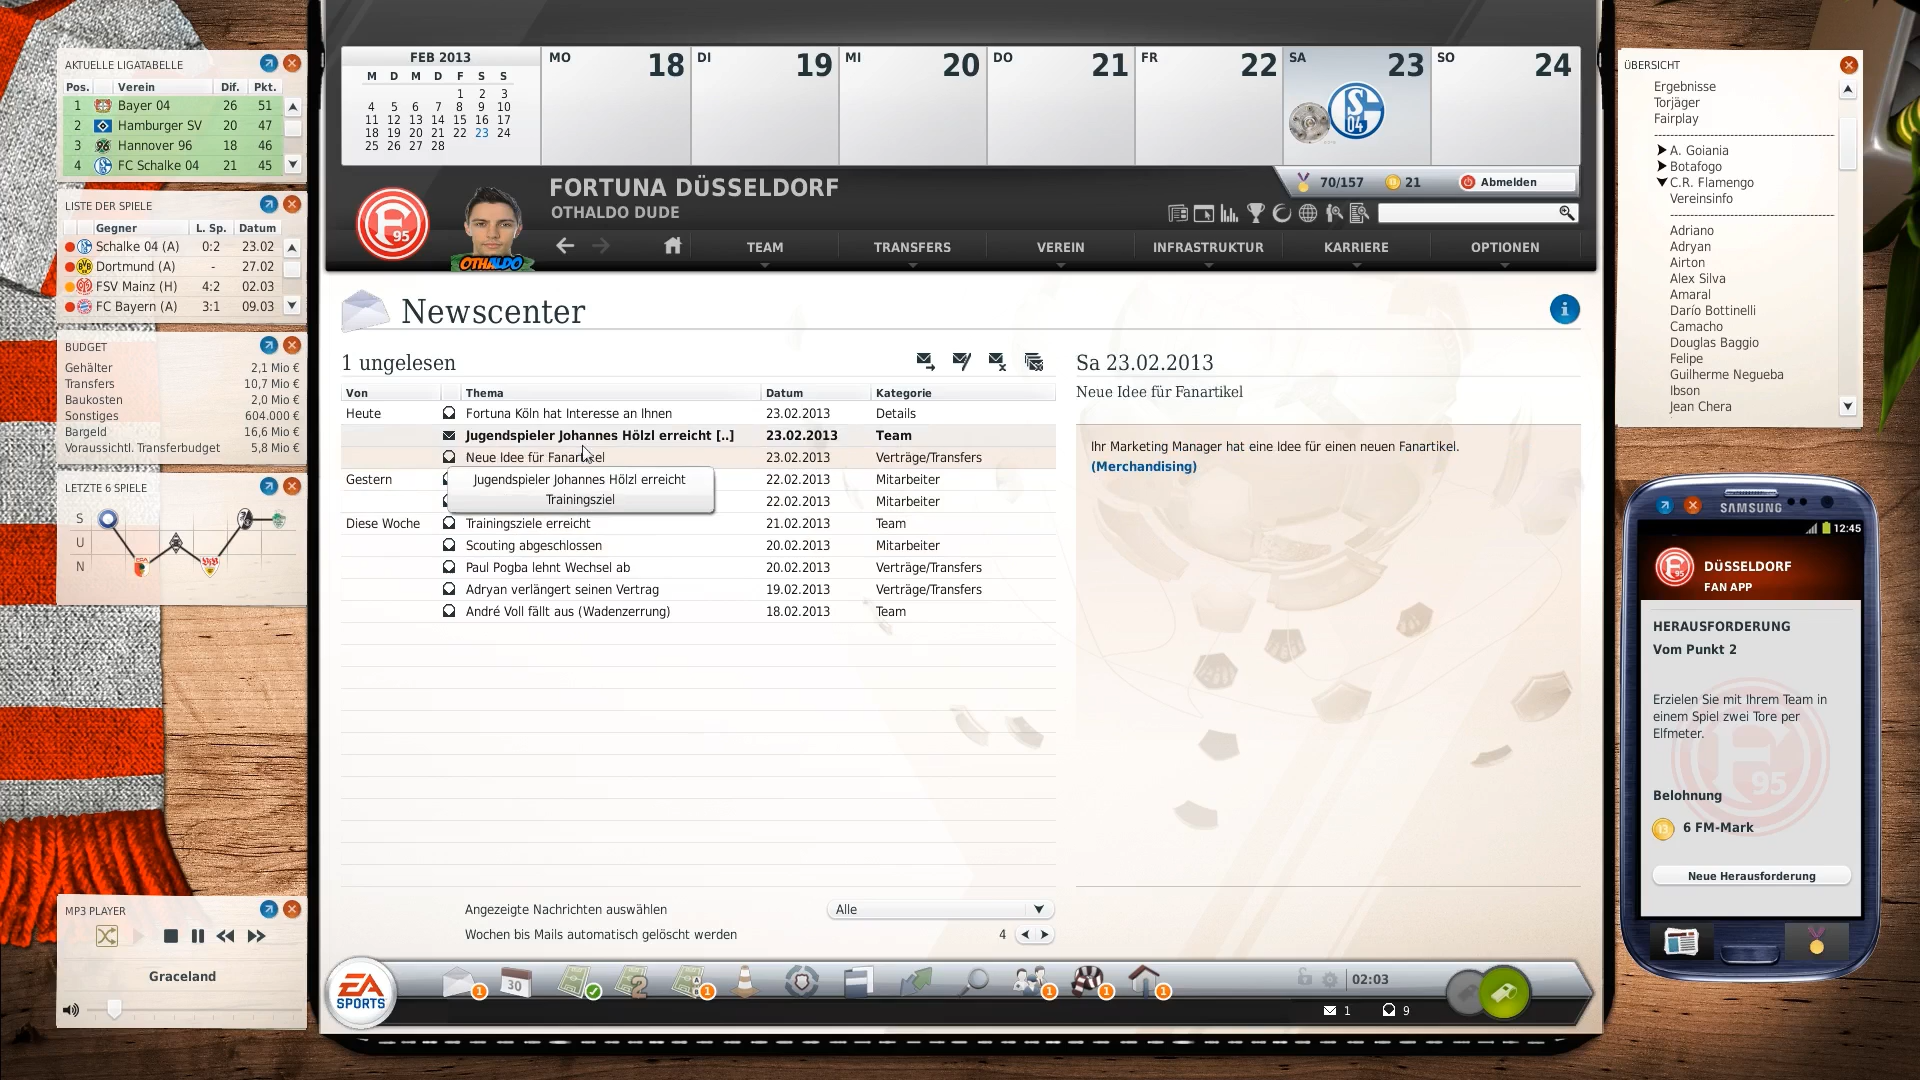 AKTUELLE LIGATABELLE
Pos. Verein Dif. Pkt.
1 Bayer 04 26 51
2 Hamburger SV 20 47
3 Hannover 96 18 46
4 FC Schalke 04 21 45
LISTE DER SPIELE
Gegner L. Sp. Datum
Schalke 04 (A) 0:2 23.02
Dortmund (A) - 27.02
FSV Mainz (H) 4:2 02.03
FC Bayern (A) 3:1 09.03
BUDGET
Gehälter 2,1 Mio €
Transfers 10,7 Mio €
Baukosten 2,0 Mio €
Sonstiges 604.000 €
Bargeld 16,6 Mio €
Voraussichtl. Transferbudget 5,8 Mio €
LETZTE 6 SPIELE
S
U
N
MP3 PLAYER
Graceland
FEB 2013
M D M D F S S
1 2 3
4 5 6 7 8 9 10
11 12 13 14 15 16 17
18 19 20 21 22 23 24
25 26 27 28
MO 18
DI 19
MI 20
DO 21
FR 22
SA 23
SO 24
FORTUNA DÜSSELDORF
OTHALDO DUDE
OTHALDO
F 95
70/157
21
Abmelden
TEAM TRANSFERS VEREIN INFRASTRUKTUR KARRIERE OPTIONEN
Newscenter
1 ungelesen
Von Thema Datum Kategorie
Heute Fortuna Köln hat Interesse an Ihnen 23.02.2013 Details
Jugendspieler Johannes Hölzl erreicht [..] 23.02.2013 Team
Neue Idee für Fanartikel 23.02.2013 Verträge/Transfers
Gestern 22.02.2013 Mitarbeiter
22.02.2013 Mitarbeiter
Jugendspieler Johannes Hölzl erreicht
Trainingsziel
Diese Woche Trainingsziele erreicht 21.02.2013 Team
Scouting abgeschlossen 20.02.2013 Mitarbeiter
Paul Pogba lehnt Wechsel ab 20.02.2013 Verträge/Transfers
Adryan verlängert seinen Vertrag 19.02.2013 Verträge/Transfers
André Voll fällt aus (Wadenzerrung) 18.02.2013 Team
Angezeigte Nachrichten auswählen Alle
Wochen bis Mails automatisch gelöscht werden 4
Sa 23.02.2013
Neue Idee für Fanartikel
Ihr Marketing Manager hat eine Idee für einen neuen Fanartikel.
(Merchandising)
EA
SPORTS
1
30
2
1
1
1
1
02:03
1 9
ÜBERSICHT
Ergebnisse
Torjäger
Fairplay
A. Goiania
Botafogo
C.R. Flamengo
Vereinsinfo
Adriano
Adryan
Airton
Alex Silva
Amaral
Darío Bottinelli
Camacho
Douglas Baggio
Felipe
Guilherme Negueba
Ibson
Jean Chera
SAMSUNG
12:45
F 95
DÜSSELDORF
FAN APP
HERAUSFORDERUNG
Vom Punkt 2
Erzielen Sie mit Ihrem Team in
einem Spiel zwei Tore per
Elfmeter.
Belohnung
6 FM-Mark
Neue Herausforderung